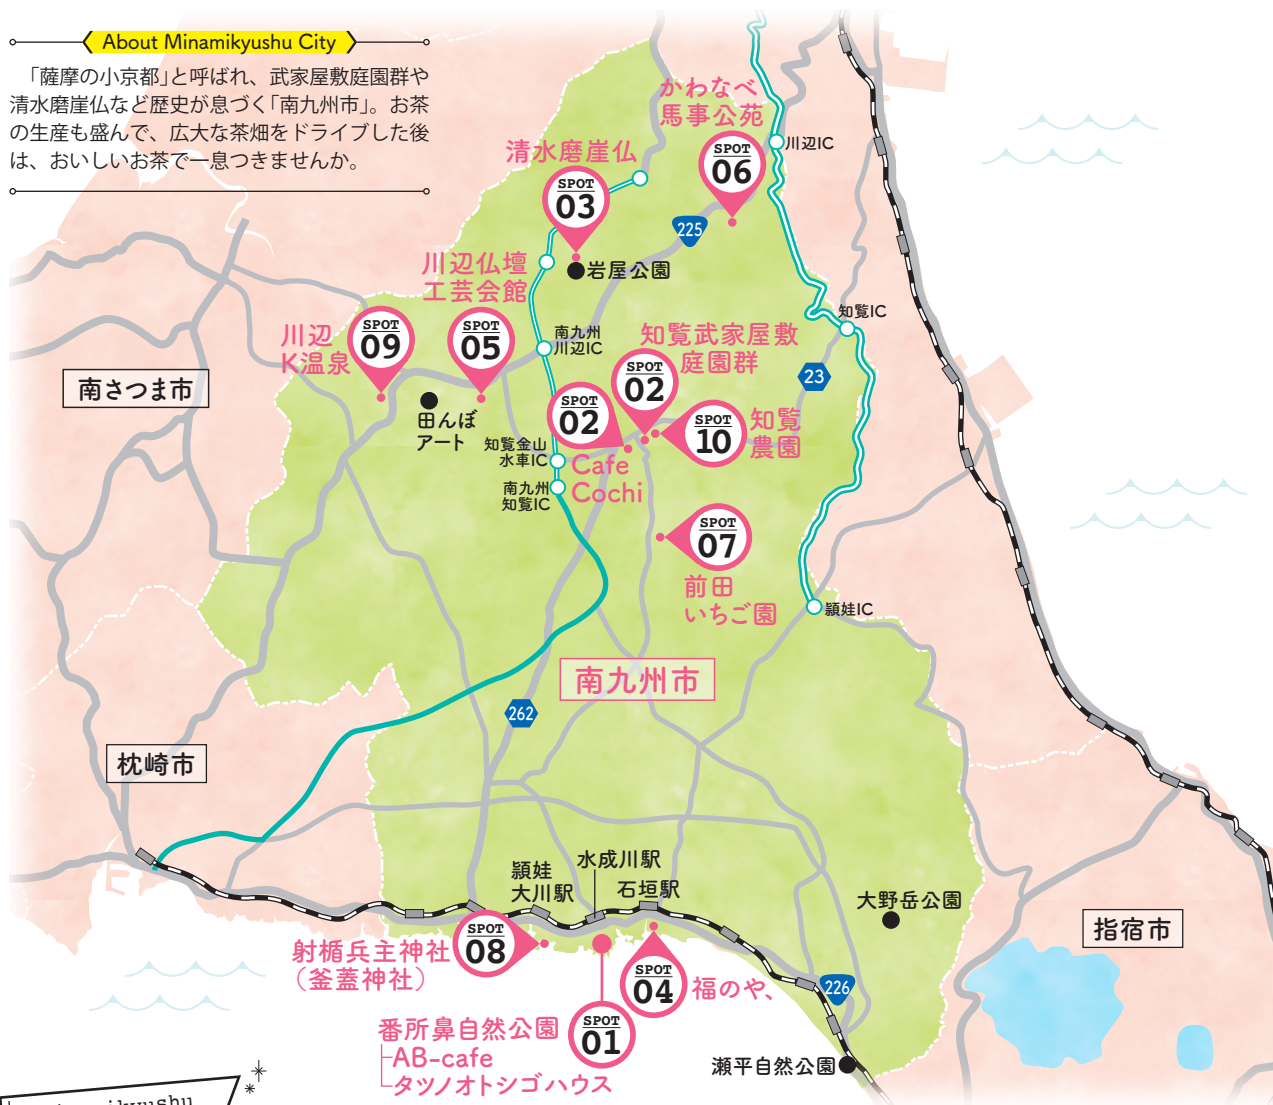 About Minamikyushu City
「薩摩の小京都」と呼ばれ、武家屋敷庭園群や
清水磨崖仏など歴史が息づく「南九州市」。お茶
の生産も盛んで、広大な茶畑をドライブした後
は、おいしいお茶で一息つきませんか。
かわなべ
馬事公苑
SPOT
06
川辺IC
清水磨崖仏
SPOT
03
225
岩屋公園
川辺仏壇
工芸会館
SPOT
05
川辺
K温泉
SPOT
09
南九州
川辺IC
知覧IC
知覧武家屋敷
庭園群
SPOT
02
23
南さつま市
田んぼ
アート
SPOT
02
Cafe
Cochi
SPOT
10
知覧
農園
知覧金山
水車IC
南九州
知覧IC
SPOT
07
前田
いちご園
頴娃IC
南九州市
262
枕崎市
頴娃
大川駅
水成川駅
石垣駅
大野岳公園
指宿市
射楯兵主神社
（釜蓋神社）
SPOT
08
SPOT
04
福のや、
226
番所鼻自然公園
AB-cafe
タツノオトシゴハウス
SPOT
01
瀬平自然公園